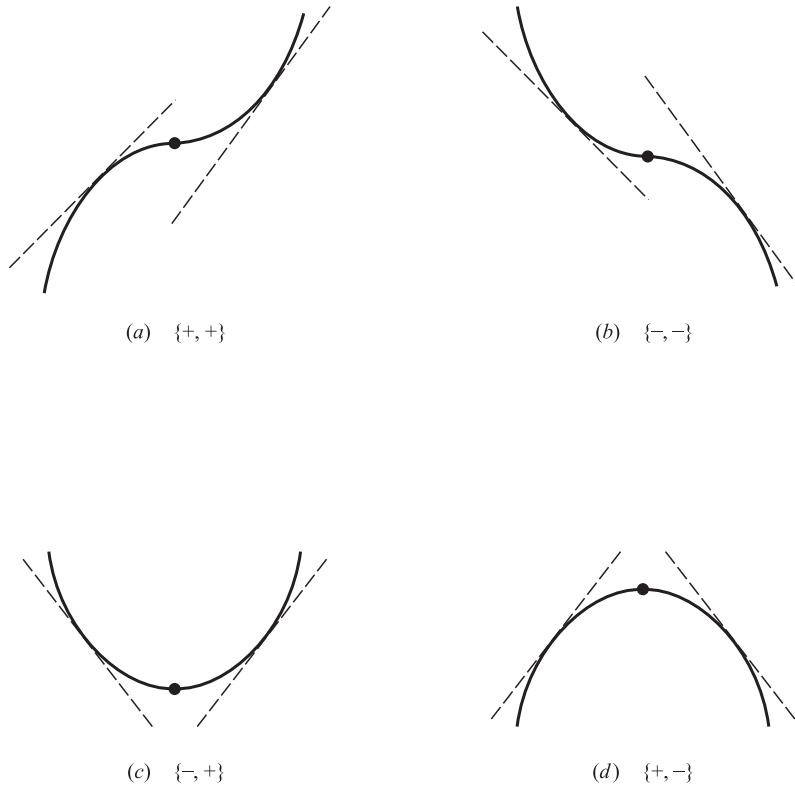 (a) {+, +}
(b) {−, −}
(c) {−, +}
(d) {+, −}